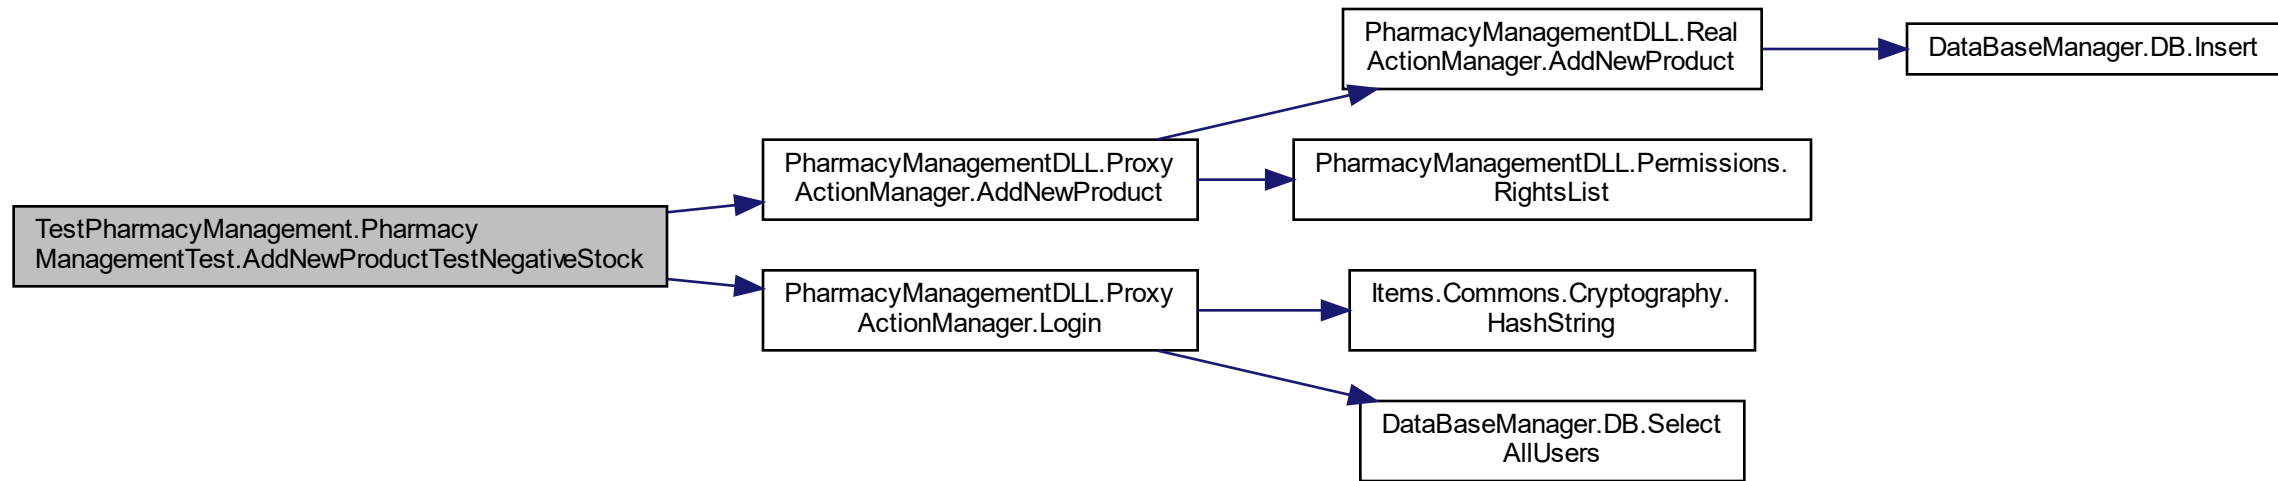 PharmacyManagementDLL.Real
ActionManager.AddNewProduct
DataBaseManager.DB.Insert
PharmacyManagementDLL.Proxy
ActionManager.AddNewProduct
PharmacyManagementDLL.Permissions.
RightsList
TestPharmacyManagement.Pharmacy
ManagementTest.AddNewProductTestNegativeStock
PharmacyManagementDLL.Proxy
ActionManager.Login
Items.Commons.Cryptography.
HashString
DataBaseManager.DB.Select
AllUsers